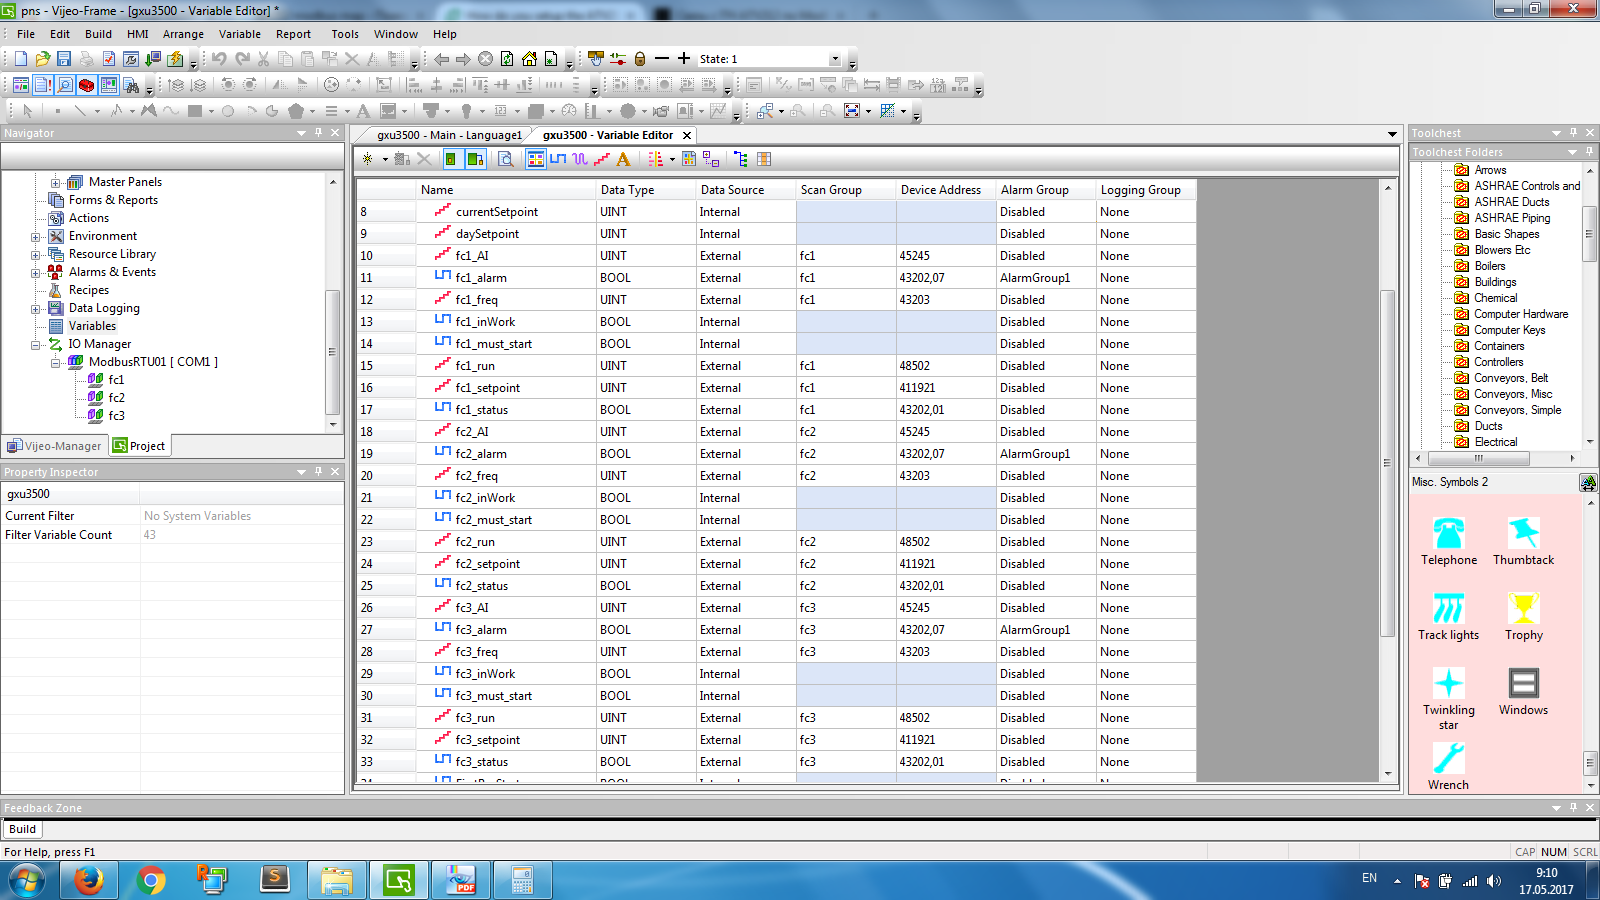 pns - Vijeo-Frame - [gxu3500 - Variable Editor] *
File Edit Build HMI Arrange Variable Report Tools Window Help
State: 1
Navigator
Master Panels
Forms & Reports
Actions
Environment
Resource Library
Alarms & Events
Recipes
Data Logging
Variables
IO Manager
ModbusRTU01 [ COM1 ]
fc1
fc2
fc3
Vijeo-Manager Project
Property Inspector
gxu3500
Current Filter No System Variables
Filter Variable Count 43
gxu3500 - Main - Language1 gxu3500 - Variable Editor
Name Data Type Data Source Scan Group Device Address Alarm Group Logging Group
8 currentSetpoint UINT Internal Disabled None
9 daySetpoint UINT Internal Disabled None
10 fc1_AI UINT External fc1 45245 Disabled None
11 fc1_alarm BOOL External fc1 43202,07 AlarmGroup1 None
12 fc1_freq UINT External fc1 43203 Disabled None
13 fc1_inWork BOOL Internal Disabled None
14 fc1_must_start BOOL Internal Disabled None
15 fc1_run UINT External fc1 48502 Disabled None
16 fc1_setpoint UINT External fc1 411921 Disabled None
17 fc1_status BOOL External fc1 43202,01 Disabled None
18 fc2_AI UINT External fc2 45245 Disabled None
19 fc2_alarm BOOL External fc2 43202,07 AlarmGroup1 None
20 fc2_freq UINT External fc2 43203 Disabled None
21 fc2_inWork BOOL Internal Disabled None
22 fc2_must_start BOOL Internal Disabled None
23 fc2_run UINT External fc2 48502 Disabled None
24 fc2_setpoint UINT External fc2 411921 Disabled None
25 fc2_status BOOL External fc2 43202,01 Disabled None
26 fc3_AI UINT External fc3 45245 Disabled None
27 fc3_alarm BOOL External fc3 43202,07 AlarmGroup1 None
28 fc3_freq UINT External fc3 43203 Disabled None
29 fc3_inWork BOOL Internal Disabled None
30 fc3_must_start BOOL Internal Disabled None
31 fc3_run UINT External fc3 48502 Disabled None
32 fc3_setpoint UINT External fc3 411921 Disabled None
33 fc3_status BOOL External fc3 43202,01 Disabled None
Toolchest
Toolchest Folders
Arrows
ASHRAE Controls and
ASHRAE Ducts
ASHRAE Piping
Basic Shapes
Blowers Etc
Boilers
Buildings
Chemical
Computer Hardware
Computer Keys
Containers
Controllers
Conveyors, Belt
Conveyors, Misc
Conveyors, Simple
Ducts
Electrical
Misc. Symbols 2
Telephone Thumbtack
Track lights Trophy
Twinkling star Windows
Wrench
Feedback Zone
Build
For Help, press F1
CAP NUM SCRL
EN
9:10
17.05.2017